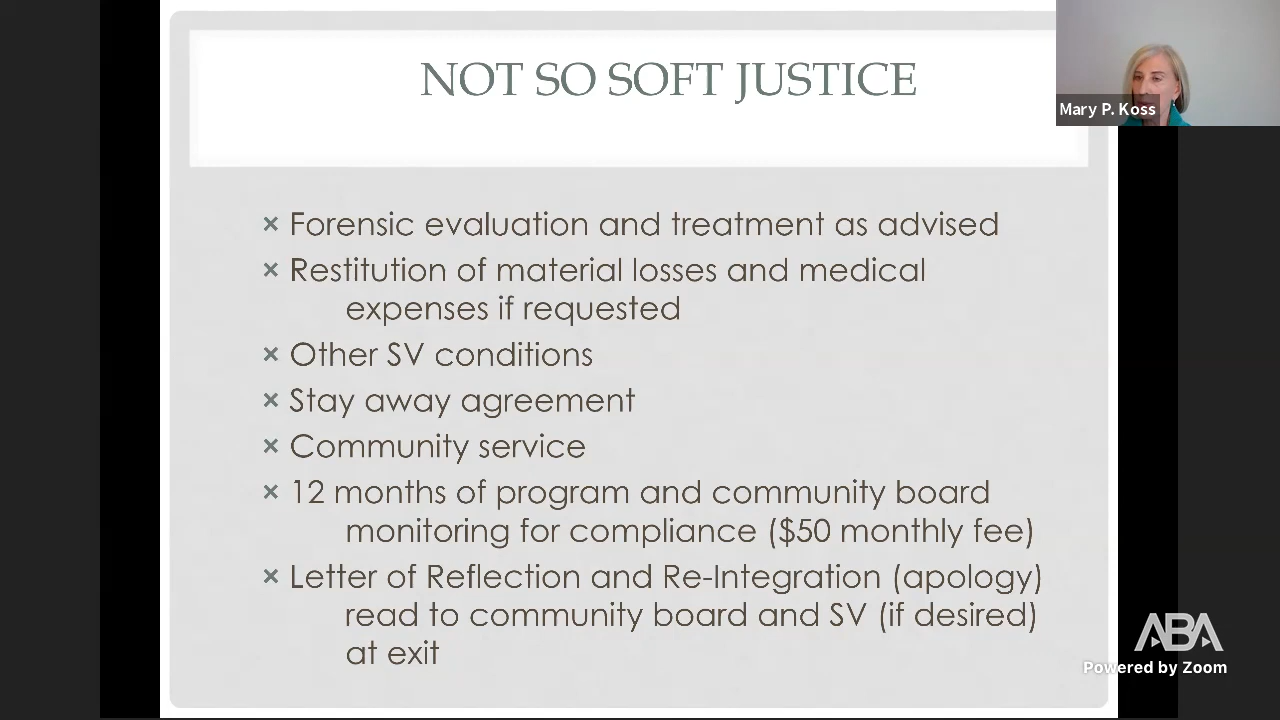 NOT SO SOFT JUSTICE
Mary P. Koss
× Forensic evaluation and treatment as advised
× Restitution of material losses and medical
expenses if requested
× Other SV conditions
× Stay away agreement
× Community service
× 12 months of program and community board
monitoring for compliance ($50 monthly fee)
× Letter of Reflection and Re-Integration (apology)
read to community board and SV (if desired)
at exit
ABA
Powered by Zoom